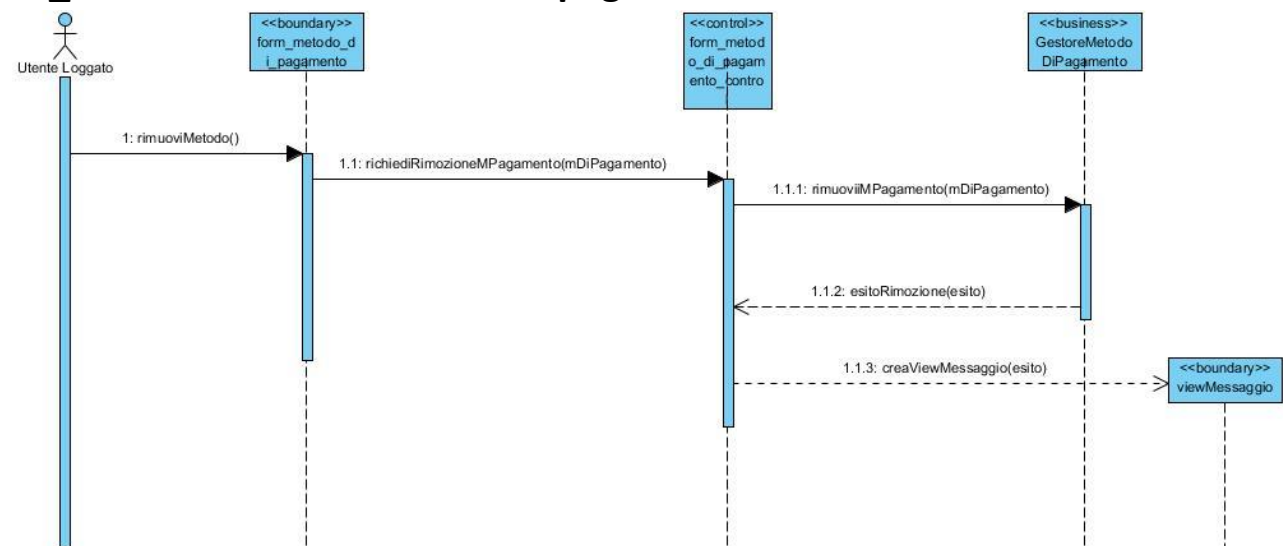 <<boundary>>
form_metodo_d
i_pagamento
<<control>>
form_metod
o_di_pagam
ento_contro
<<business>>
GestoreMetodo
DiPagamento
Utente Loggato
1: rimuoviMetodo()
1.1: richiediRimozioneMPagamento(mDiPagamento)
1.1.1: rimuoviiMPagamento(mDiPagamento)
1.1.2: esitoRimozione(esito)
1.1.3: creaViewMessaggio(esito)
<<boundary>>
viewMessaggio